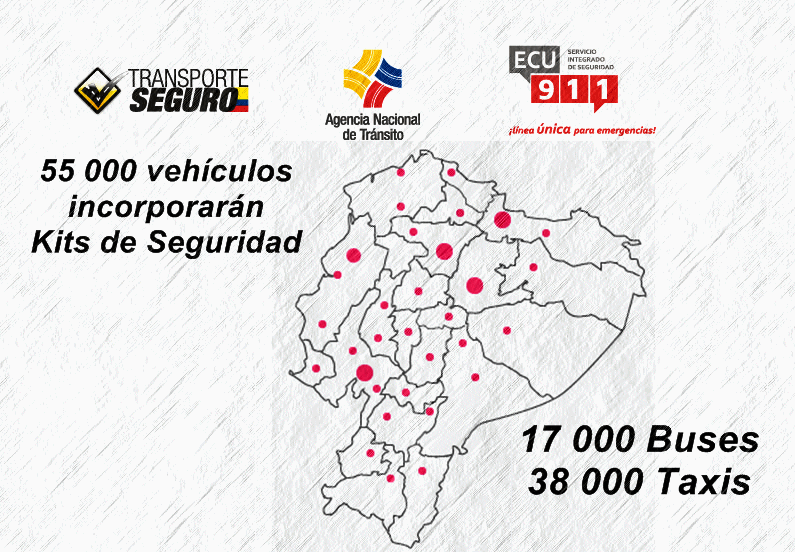 TRANSPORTE
SEGURO
Agencia Nacional
de Tránsito
ECU
911
SERVICIO
INTEGRADO
DE SEGURIDAD
¡línea única para emergencias!
55 000 vehículos
incorporarán
Kits de Seguridad
17 000 Buses
38 000 Taxis